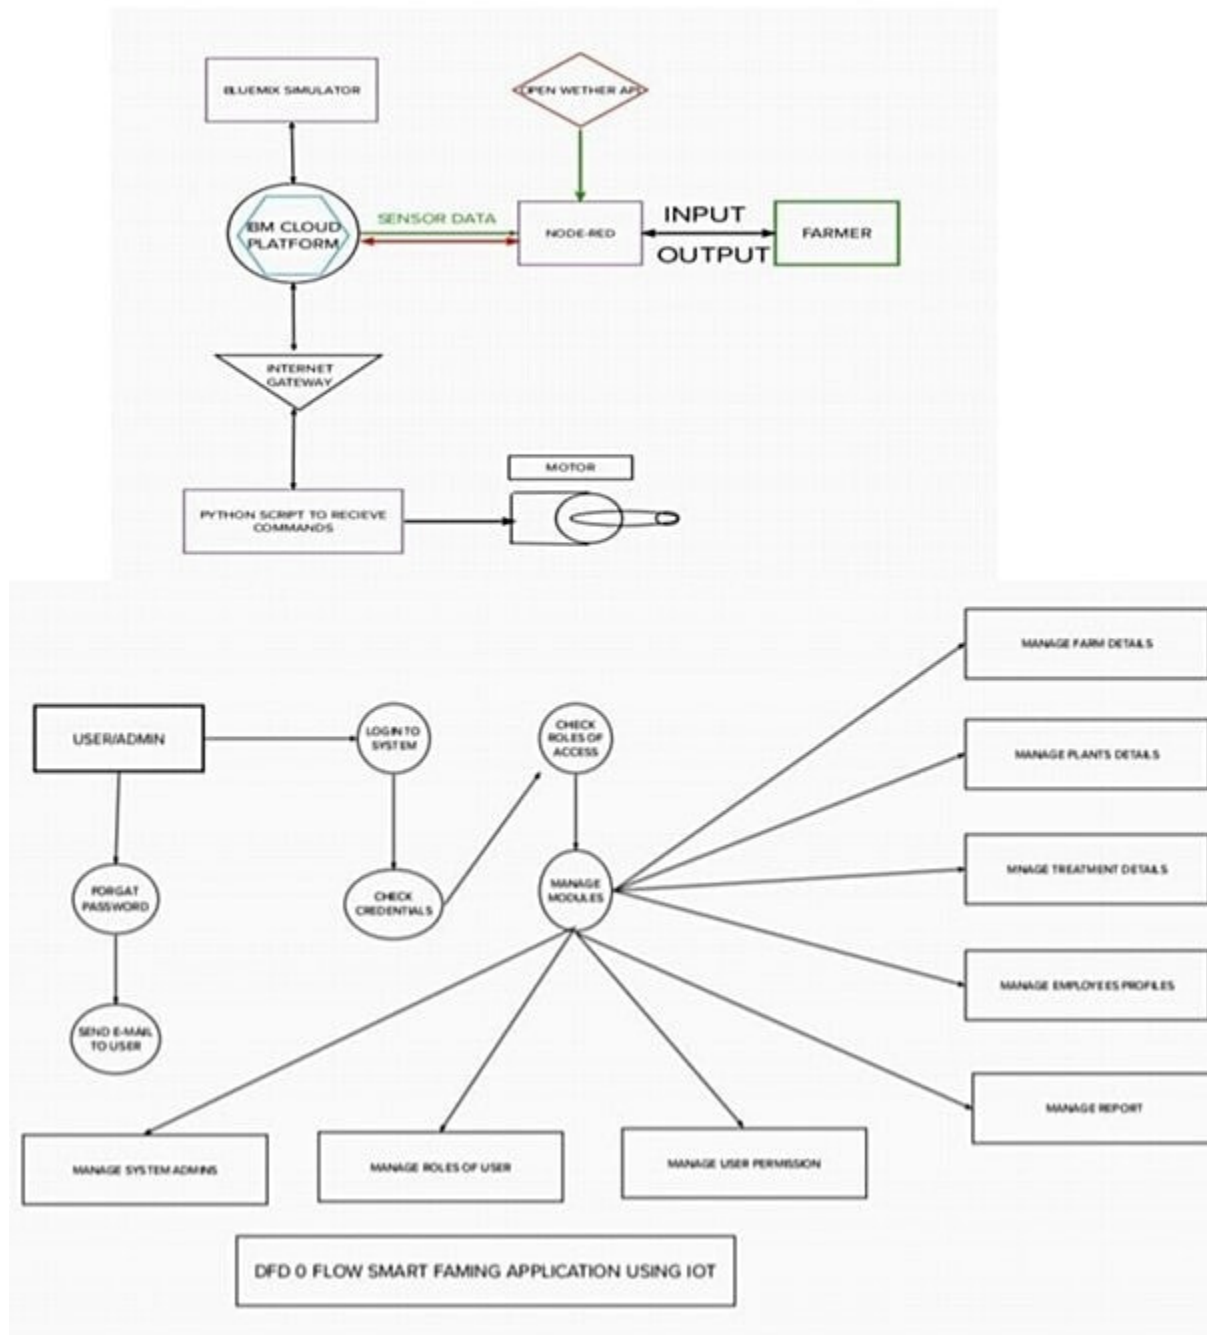 BLUEMIX SIMULATOR
OPEN WETHER API
IBM CLOUD
PLATFORM
SENSOR DATA
NODE-RED
INPUT
OUTPUT
FARMER
INTERNET
GATEWAY
MOTOR
PYTHON SCRIPT TO RECIEVE
COMMANDS
MANAGE FARM DETAILS
USER/ADMIN
LOGIN TO
SYSTEM
CHECK
ROLES OF
ACCESS
MANAGE PLANTS DETAILS
FORGAT
PASSWORD
CHECK
CREDENTIALS
MANAGE
MODULES
MNAGE TREATMENT DETAILS
MANAGE EMPLOYEES PROFILES
SEND E-MAIL
TO USER
MANAGE REPORT
MANAGE SYSTEM ADMINS
MANAGE ROLES OF USER
MANAGE USER PERMISSION
DFD 0 FLOW SMART FAMING APPLICATION USING IOT